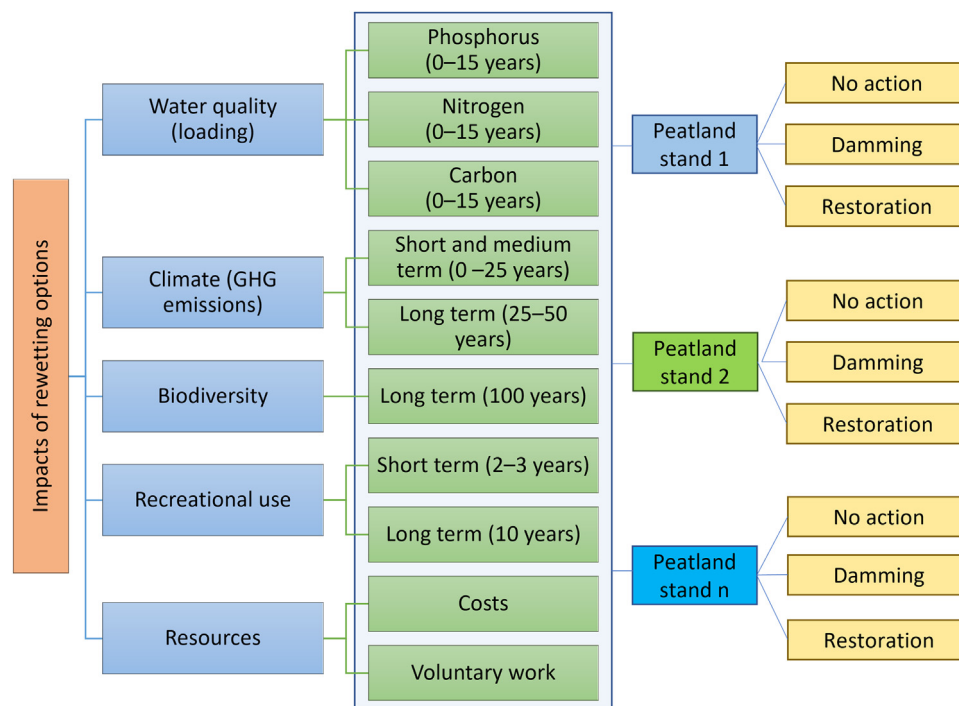 Impacts of rewetting options
Water quality
(loading)
Climate (GHG
emissions)
Biodiversity
Recreational use
Resources
Phosphorus
(0–15 years)
Nitrogen
(0–15 years)
Carbon
(0–15 years)
Short and medium
term (0 –25 years)
Long term (25–50
years)
Long term (100 years)
Short term (2–3 years)
Long term (10 years)
Costs
Voluntary work
Peatland
stand 1
No action
Damming
Restoration
Peatland
stand 2
No action
Damming
Restoration
Peatland
stand n
No action
Damming
Restoration